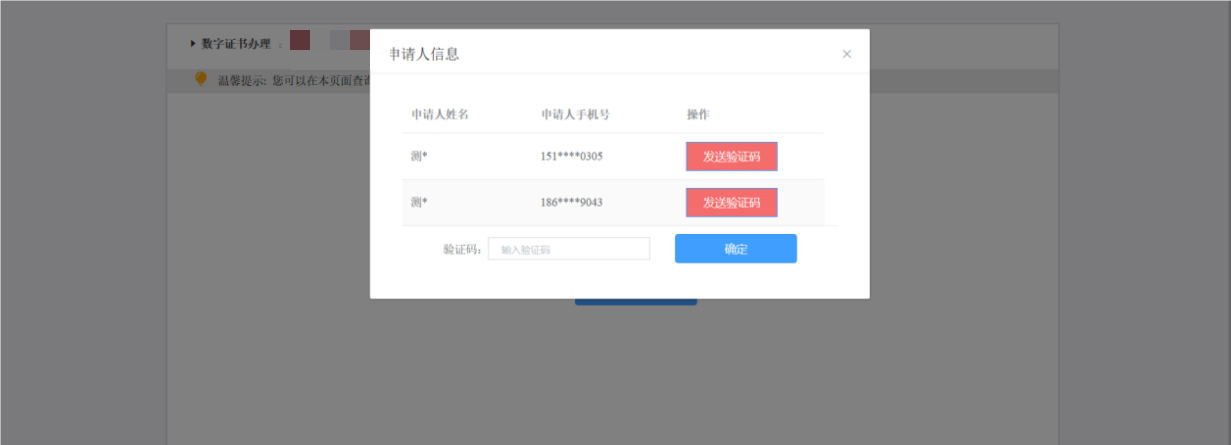 数字证书办理 :
温馨提示: 您可以在本页面查询
申请人信息
×
申请人姓名 申请人手机号 操作
测* 151****0305 发送验证码
测* 186****9043 发送验证码
验证码: 输入验证码 确定